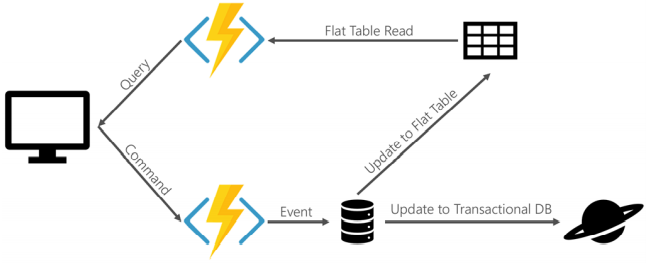 Flat Table Read
Query
Update to Flat Table
Command
Event
Update to Transactional DB